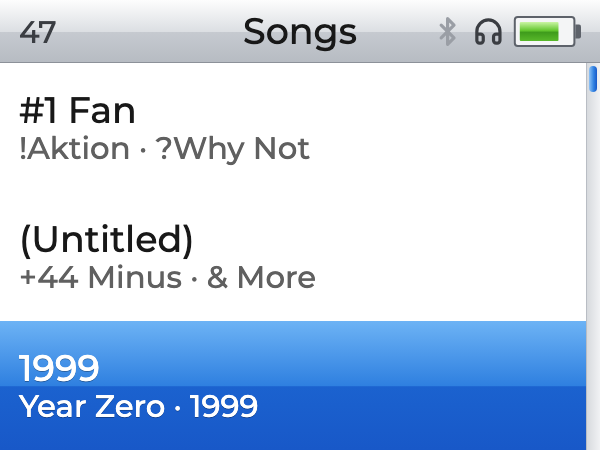 47
Songs
#1 Fan
!Aktion · ?Why Not
(Untitled)
+44 Minus · & More
1999
Year Zero · 1999